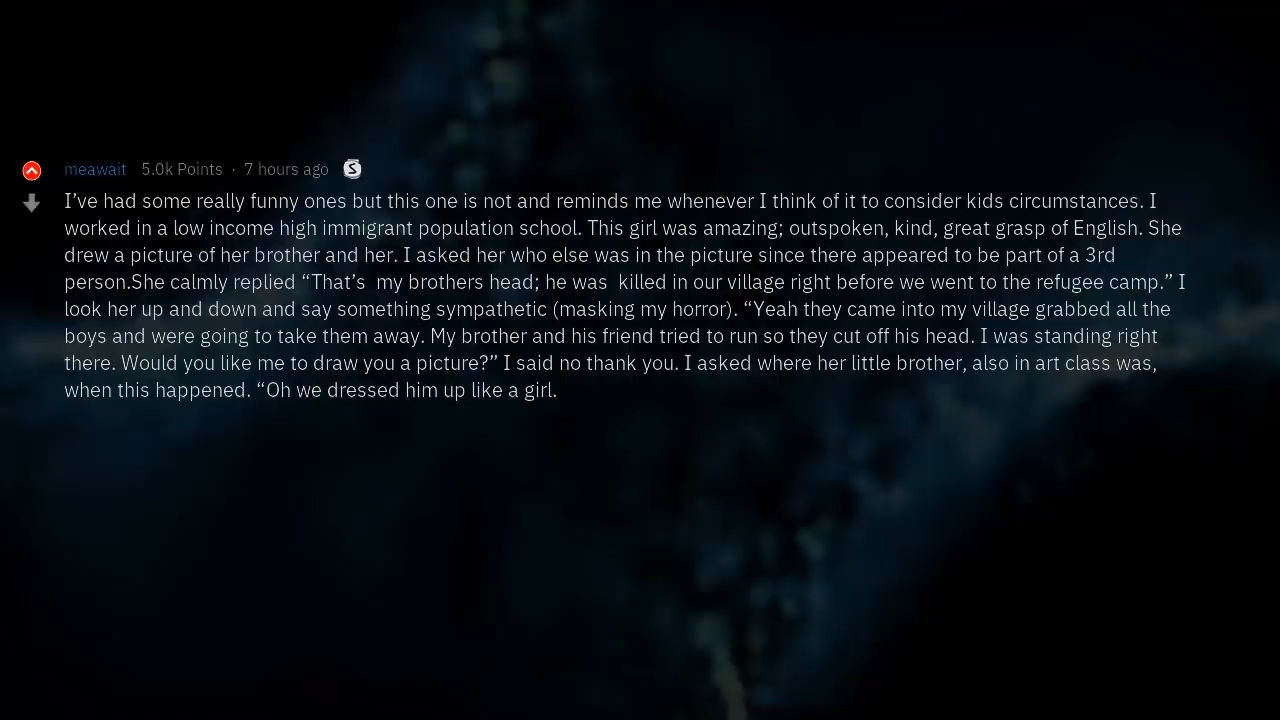 meawait 5.0k Points · 7 hours ago S
I’ve had some really funny ones but this one is not and reminds me whenever I think of it to consider kids circumstances. I
worked in a low income high immigrant population school. This girl was amazing; outspoken, kind, great grasp of English. She
drew a picture of her brother and her. I asked her who else was in the picture since there appeared to be part of a 3rd
person.She calmly replied “That’s  my brothers head; he was  killed in our village right before we went to the refugee camp.” I
look her up and down and say something sympathetic (masking my horror). “Yeah they came into my village grabbed all the
boys and were going to take them away. My brother and his friend tried to run so they cut off his head. I was standing right
there. Would you like me to draw you a picture?” I said no thank you. I asked where her little brother, also in art class was,
when this happened. “Oh we dressed him up like a girl.